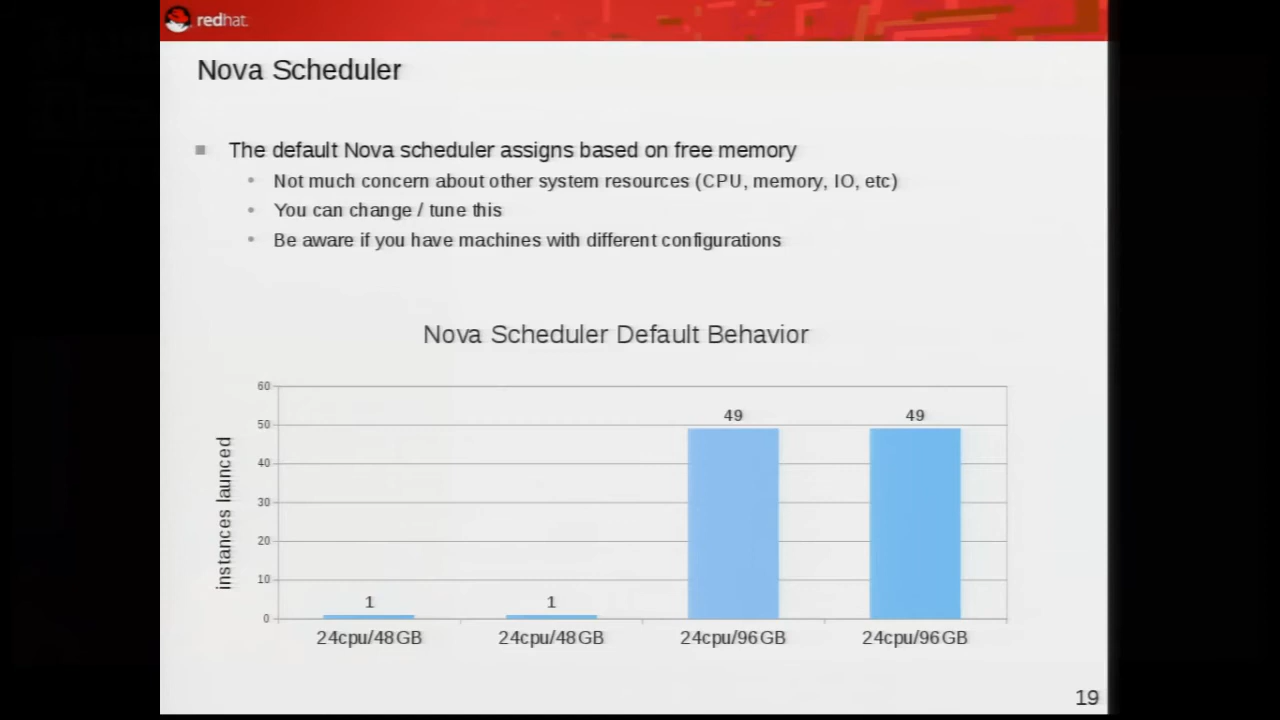 redhat.
Nova Scheduler
The default Nova scheduler assigns based on free memory
Not much concern about other system resources (CPU, memory, IO, etc)
You can change / tune this
Be aware if you have machines with different configurations
Nova Scheduler Default Behavior
instances launced
60
50
40
30
20
10
0
1
1
49
49
24cpu/48GB
24cpu/48GB
24cpu/96GB
24cpu/96GB
19